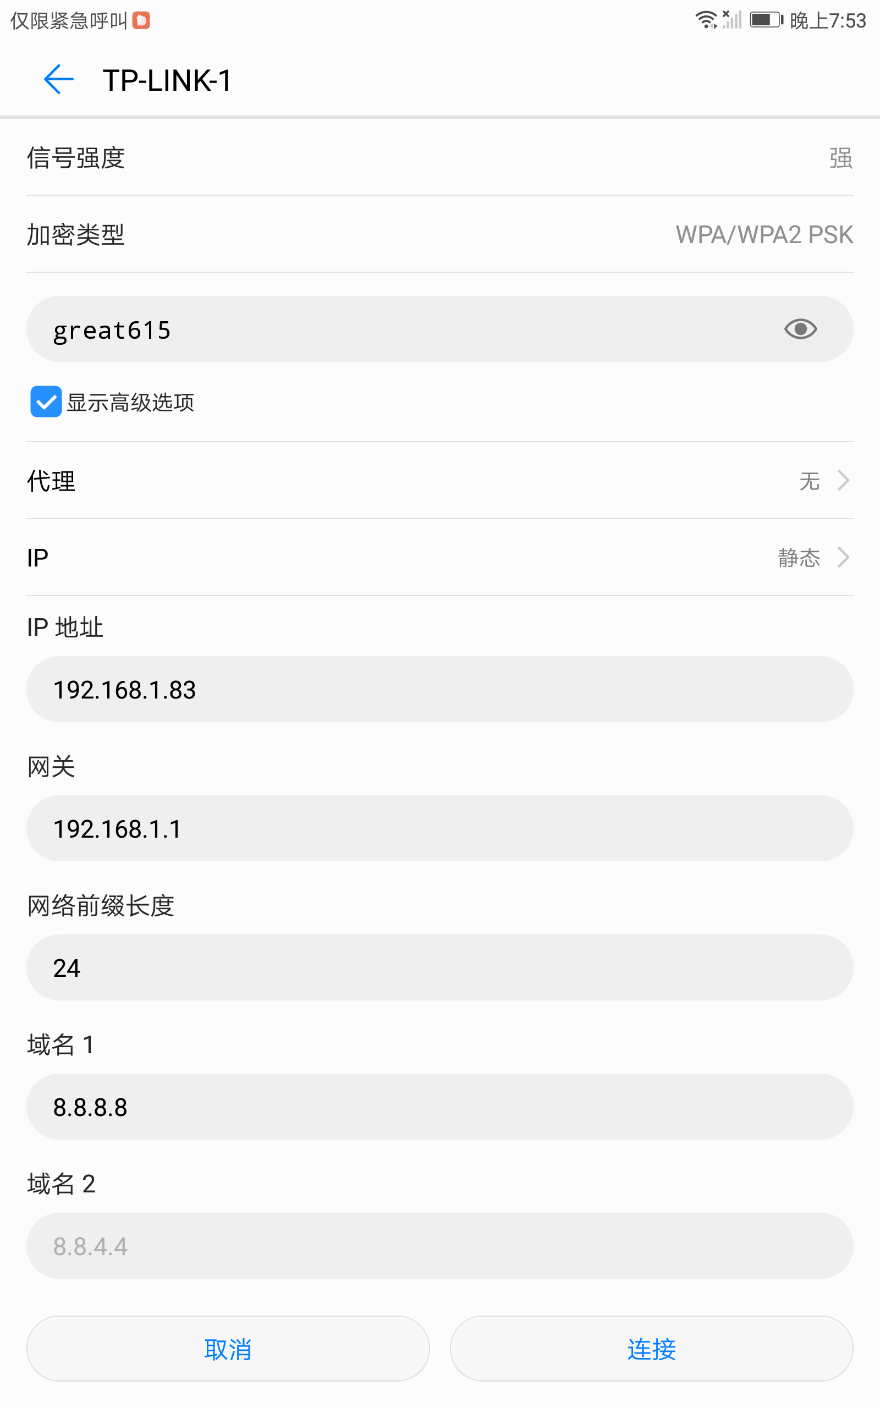 仅限紧急呼叫
晚上7:53
TP-LINK-1
信号强度
强
加密类型
WPA/WPA2 PSK
great615
显示高级选项
代理
无
IP
静态
IP 地址
192.168.1.83
网关
192.168.1.1
网络前缀长度
24
域名 1
8.8.8.8
域名 2
8.8.4.4
取消
连接